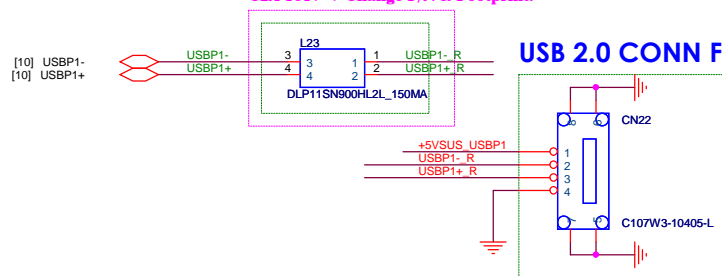 L23
[10] USBP1- USBP1- 3 3 1 1 USBP1-_R
[10] USBP1+ USBP1+ 4 4 2 2 USBP1+_R
DLP11SN900HL2L_150MA
USB 2.0 CONN F
CN22
+5VSUS_USBP1 1
USBP1-_R 2
USBP1+_R 3
4
C107W3-10405-L